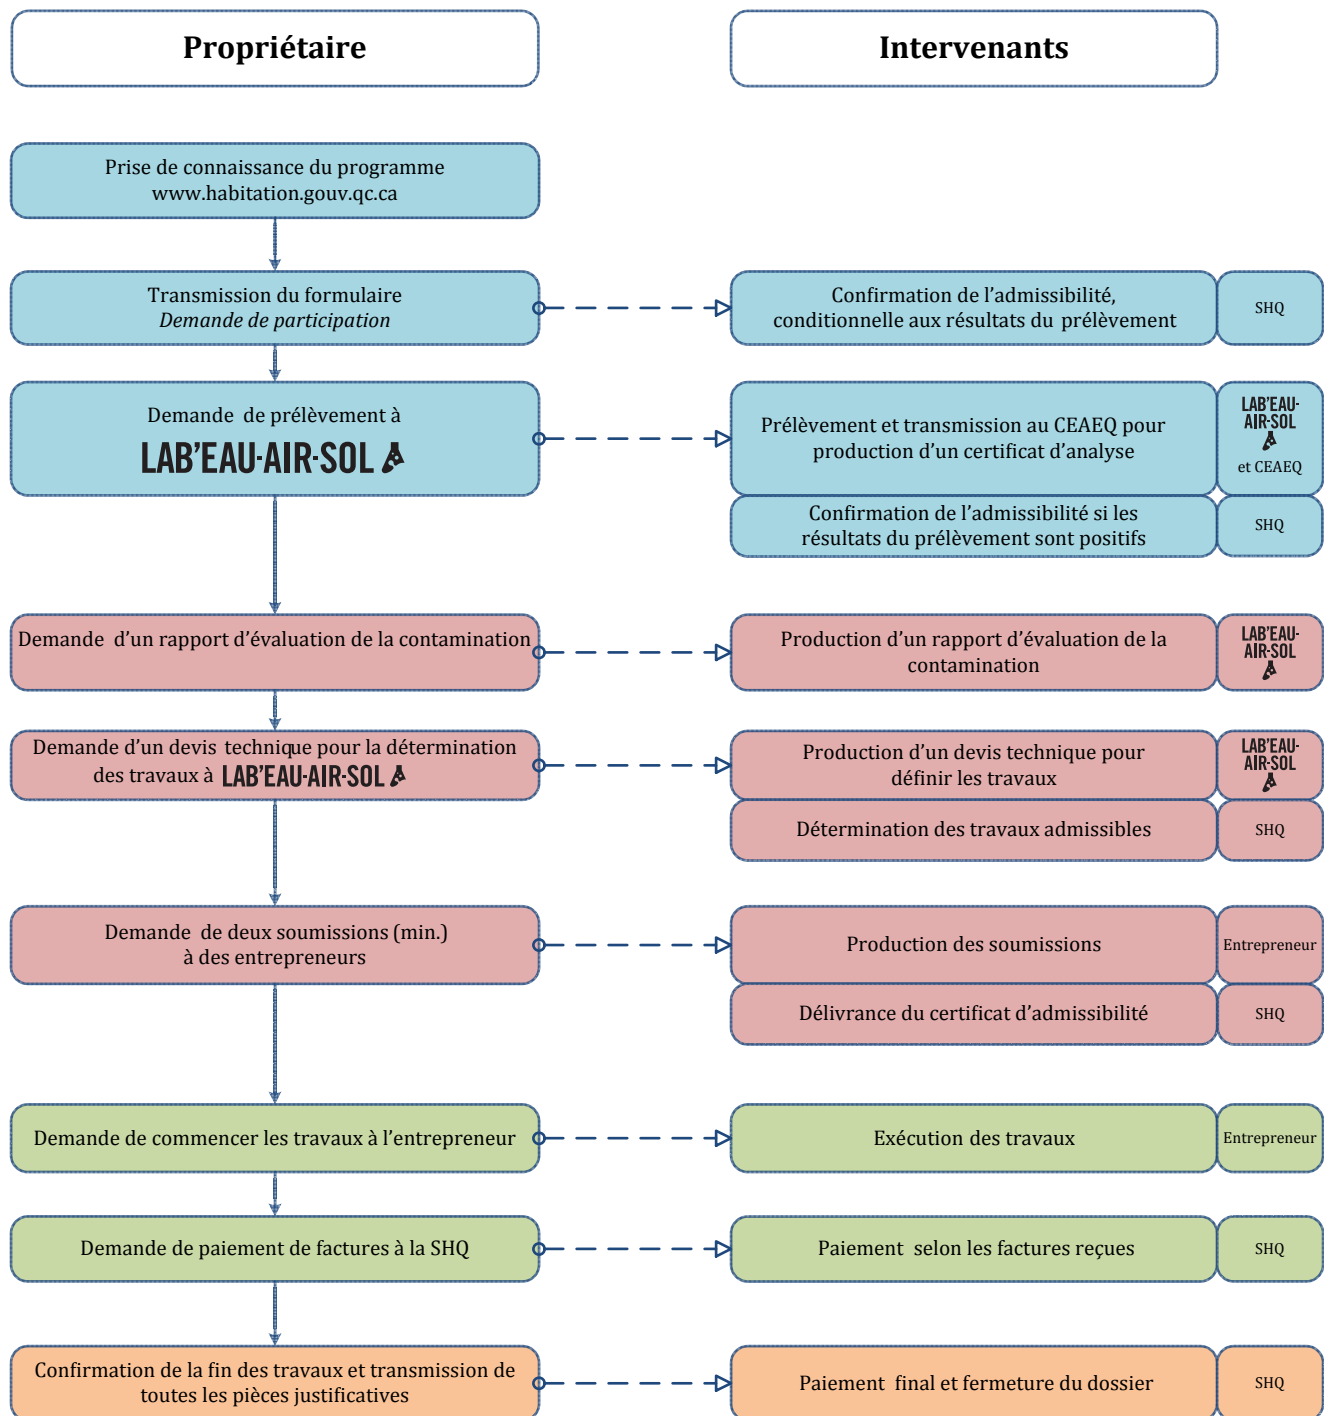 Propriétaire
Intervenants
Prise de connaissance du programme
www.habitation.gouv.qc.ca
Transmission du formulaire
Demande de participation
Confirmation de l’admissibilité,
conditionnelle aux résultats du prélèvement
SHQ
Demande de prélèvement à
LAB’EAU-AIR-SOL
Prélèvement et transmission au CEAEQ pour
production d’un certificat d’analyse
LAB’EAU-
AIR-SOL
et CEAEQ
Confirmation de l’admissibilité si les
résultats du prélèvement sont positifs
SHQ
Demande d’un rapport d’évaluation de la contamination
Production d’un rapport d’évaluation de la
contamination
LAB’EAU-
AIR-SOL
Demande d’un devis technique pour la détermination
des travaux à LAB’EAU-AIR-SOL
Production d’un devis technique pour
définir les travaux
LAB’EAU-
AIR-SOL
Détermination des travaux admissibles
SHQ
Demande de deux soumissions (min.)
à des entrepreneurs
Production des soumissions
Entrepreneur
Délivrance du certificat d’admissibilité
SHQ
Demande de commencer les travaux à l’entrepreneur
Exécution des travaux
Entrepreneur
Demande de paiement de factures à la SHQ
Paiement selon les factures reçues
SHQ
Confirmation de la fin des travaux et transmission de
toutes les pièces justificatives
Paiement final et fermeture du dossier
SHQ